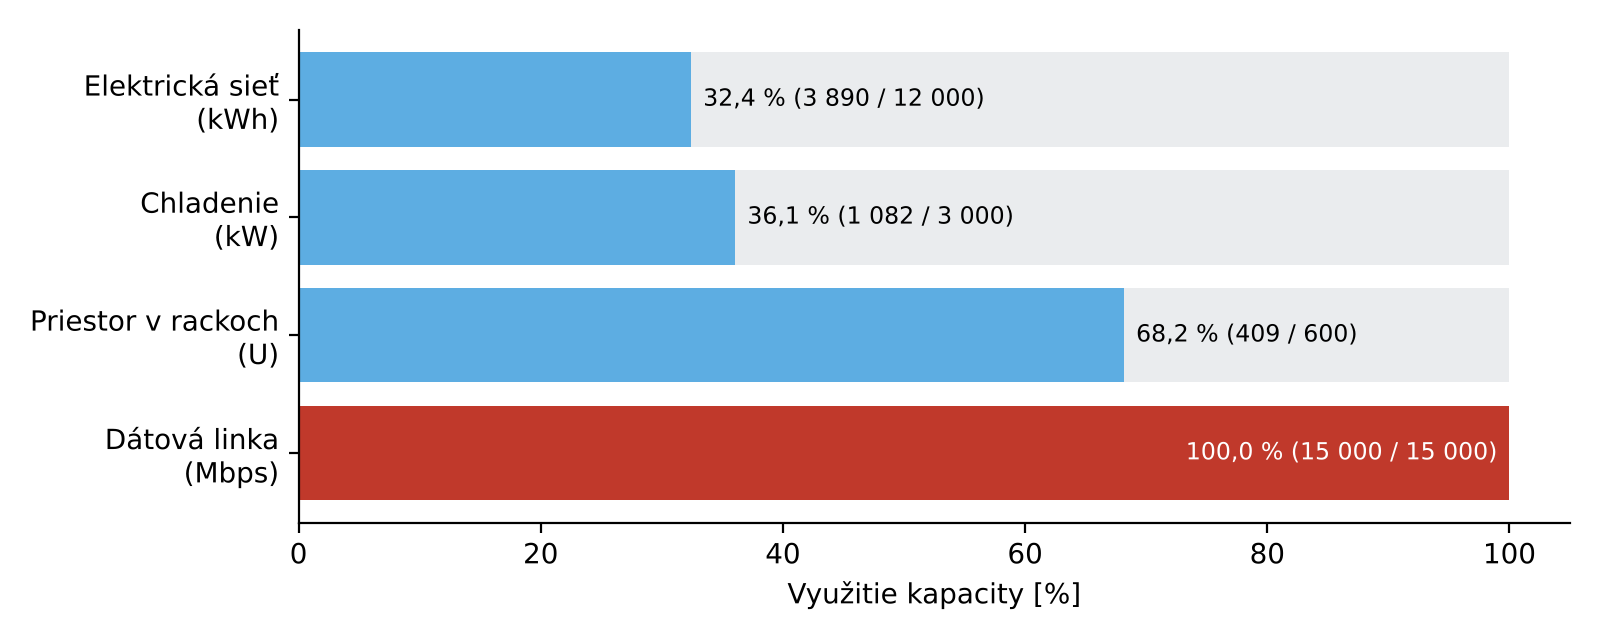 Elektrická sieť
(kWh)
32,4 % (3 890 / 12 000)
Chladenie
(kW)
36,1 % (1 082 / 3 000)
Priestor v rackoch
(U)
68,2 % (409 / 600)
Dátová linka
(Mbps)
100,0 % (15 000 / 15 000)
0 20 40 60 80 100
Využitie kapacity [%]